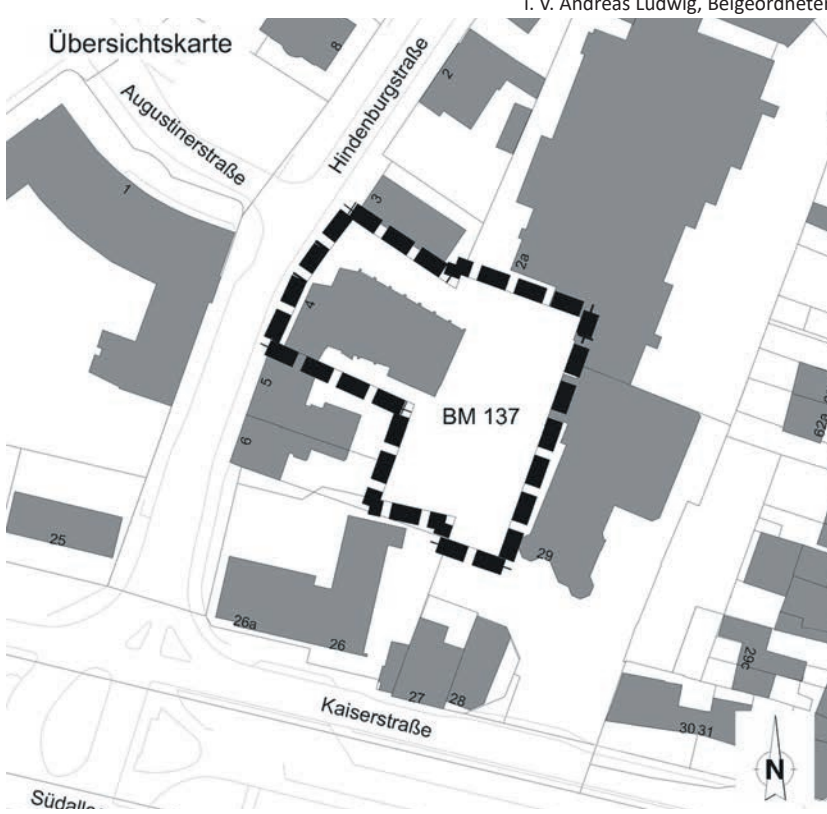 i. V. Andreas Ludwig, Beigeordneter
Übersichtskarte
8
Hindenburgstraße
2
Augustinerstraße
1
3
2a
4
5
BM 137
6
62a
25
29
26a
26
29c
27
28
Kaiserstraße
30 31
N
Südallee